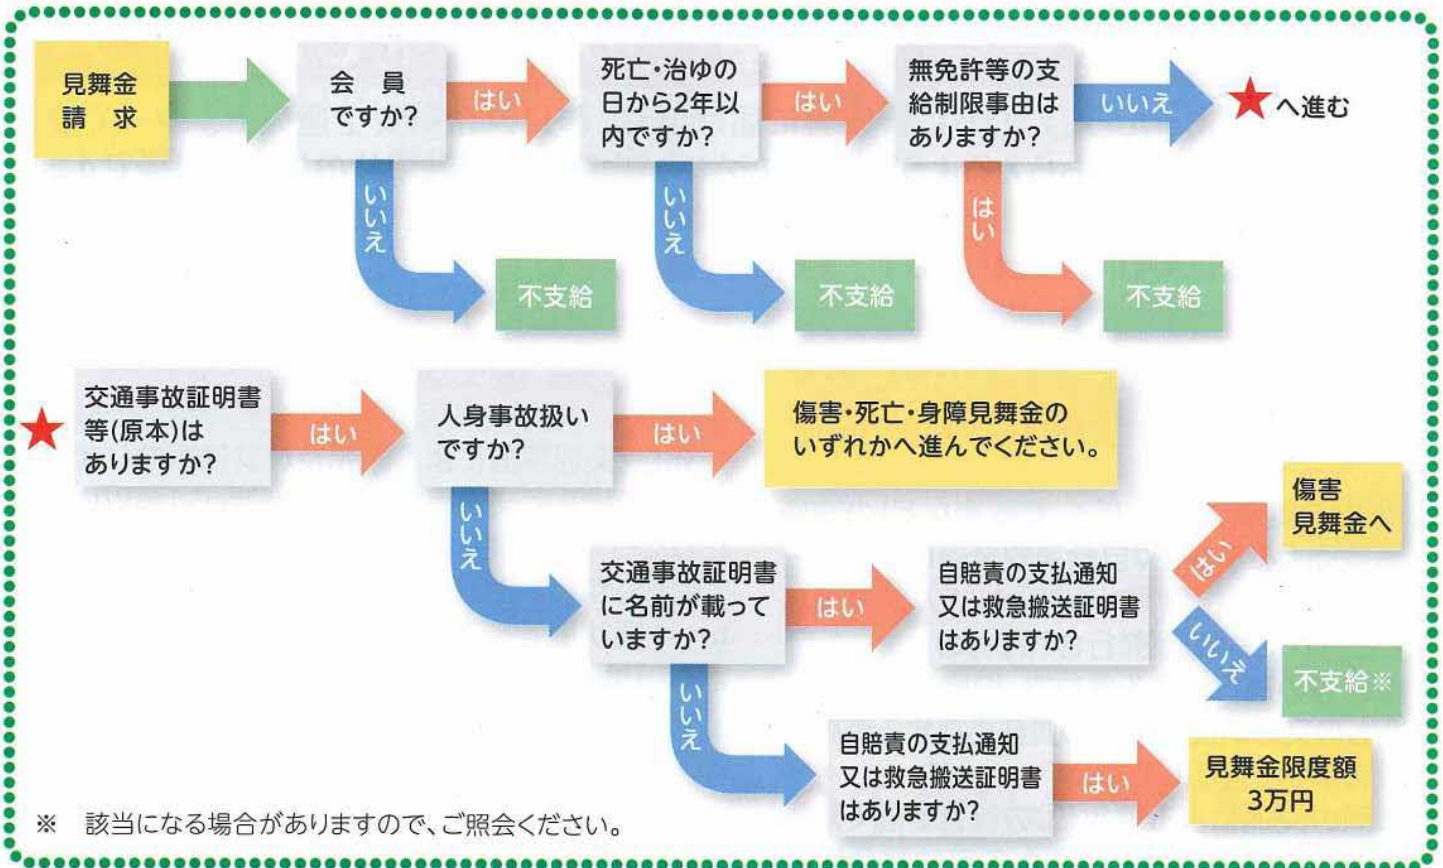 見舞金
請　求
会　員
ですか?
はい
死亡・治ゆの
日から2年以
内ですか?
はい
無免許等の支
給制限事由は
ありますか?
いいえ
★へ進む
いいえ
不支給
いいえ
不支給
はい
不支給
★
交通事故証明書
等(原本)は
ありますか?
はい
人身事故扱い
ですか?
はい
傷害・死亡・身障見舞金の
いずれかへ進んでください。
いいえ
交通事故証明書
に名前が載って
いますか?
はい
自賠責の支払通知
又は救急搬送証明書
はありますか?
はい
傷害
見舞金へ
いいえ
不支給※
いいえ
自賠責の支払通知
又は救急搬送証明書
はありますか?
はい
見舞金限度額
3万円
※　該当になる場合がありますので、ご照会ください。